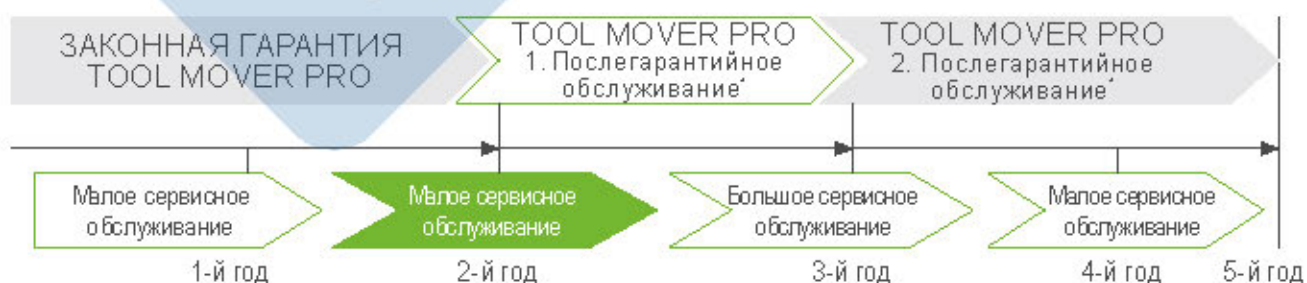 ЗАКОННАЯ ГАРАНТИЯ
TOOL MOVER PRO
TOOL MOVER PRO
1. Послегарантийное
обслуживание*
TOOL MOVER PRO
2. Послегарантийное
обслуживание*
Малое сервисное
обслуживание
Малое сервисное
обслуживание
Большое сервисное
обслуживание
Малое сервисное
обслуживание
1-й год
2-й год
3-й год
4-й год
5-й год